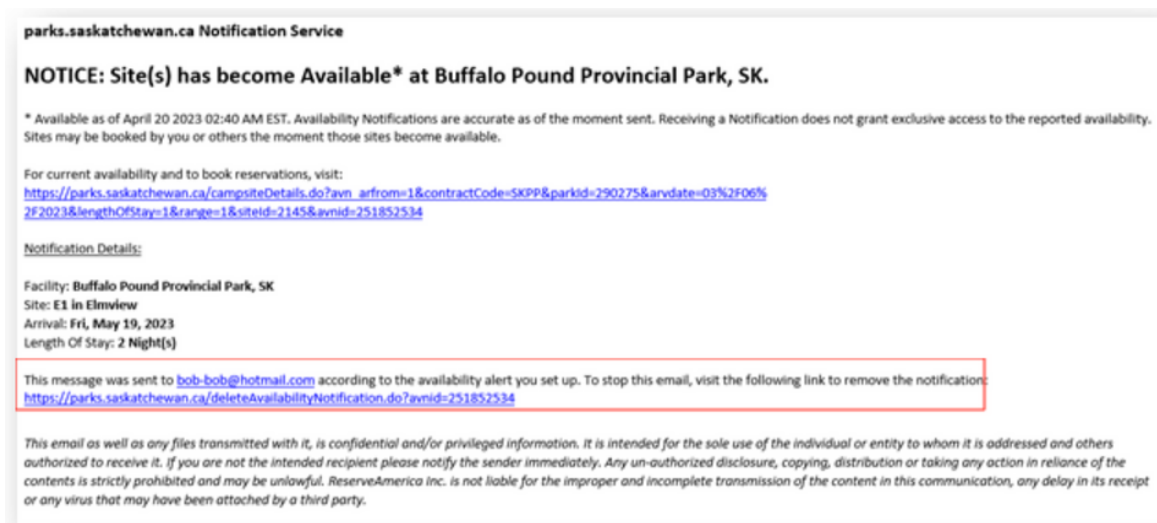 parks.saskatchewan.ca Notification Service
NOTICE: Site(s) has become Available* at Buffalo Pound Provincial Park, SK.
* Available as of April 20 2023 02:40 AM EST. Availability Notifications are accurate as of the moment sent. Receiving a Notification does not grant exclusive access to the reported availability.
Sites may be booked by you or others the moment those sites become available.
For current availability and to book reservations, visit:
https://parks.saskatchewan.ca/campsiteDetails.do?avn_arfrom=1&contractCode=SKPP&parkId=290275&arvdate=03%2F06%
2F2023&lengthOfStay=1&range=1&siteId=2145&avnid=251852534
Notification Details:
Facility: Buffalo Pound Provincial Park, SK
Site: E1 in Elmview
Arrival: Fri, May 19, 2023
Length Of Stay: 2 Night(s)
This message was sent to bob-bob@hotmail.com according to the availability alert you set up. To stop this email, visit the following link to remove the notification:
https://parks.saskatchewan.ca/deleteAvailabilityNotification.do?avnid=251852534
This email as well as any files transmitted with it, is confidential and/or privileged information. It is intended for the sole use of the individual or entity to whom it is addressed and others
authorized to receive it. If you are not the intended recipient please notify the sender immediately. Any un-authorized disclosure, copying, distribution or taking any action in reliance of the
contents is strictly prohibited and may be unlawful. ReserveAmerica Inc. is not liable for the improper and incomplete transmission of the content in this communication, any delay in its receipt
or any virus that may have been attached by a third party.